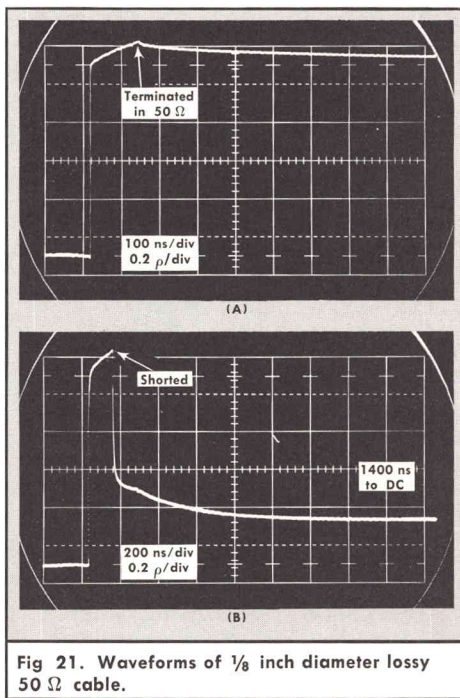 Terminated
in 50 Ω
100 ns/div
0.2 ρ/div
(A)
Shorted
1400 ns
to DC
200 ns/div
0.2 ρ/div
(B)
Fig 21. Waveforms of ⅛ inch diameter lossy
50 Ω cable.